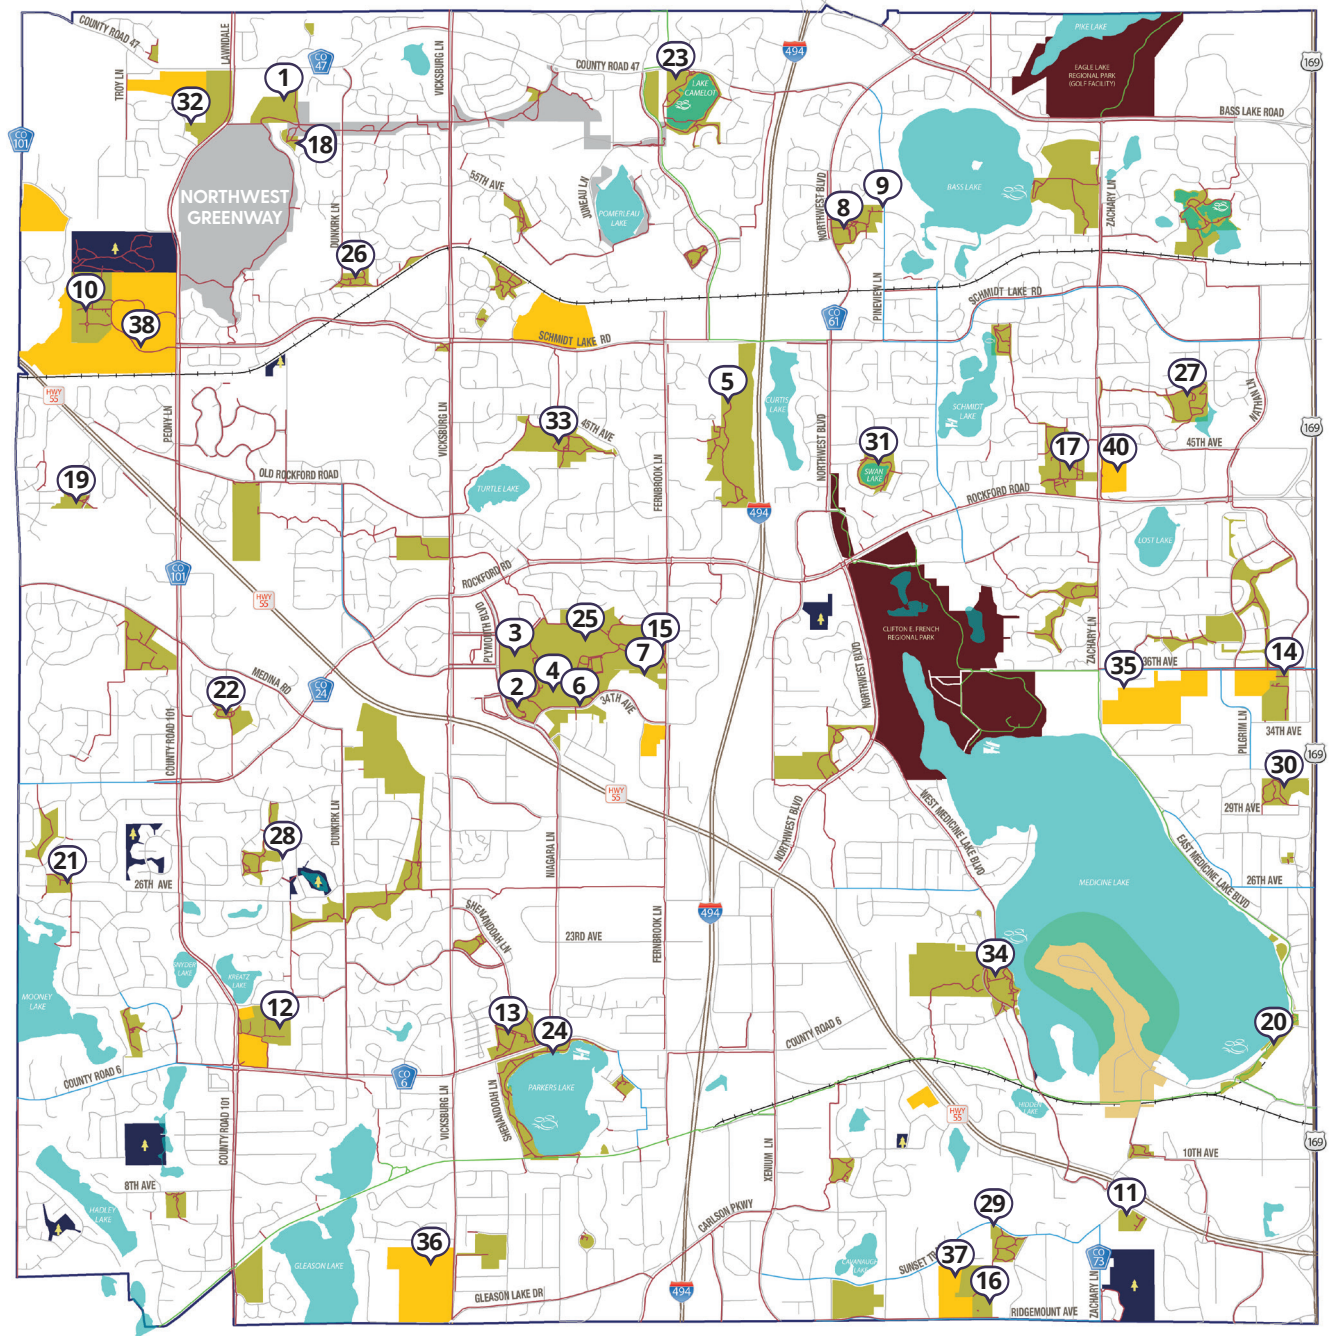 COUNTY ROAD 47
TROY LN
LAWNDALE
CO
47
VICKSBURG LN
COUNTY ROAD 47
494
PIKE LAKE
EAGLE LAKE
REGIONAL PARK
(GOLF FACILITY)
169
BASS LAKE ROAD
1
32
18
23
LAKE
CAMELOT
CO
101
NORTHWEST
GREENWAY
DUNKIRK LN
55TH AVE
JUNEAU LN
POMERLEAU
LAKE
NORTHWEST BLVD
8
9
BASS LAKE
ZACHARY LN
26
10
38
SCHMIDT LAKE RD
CO
61
PINEVIEW LN
SCHMIDT LAKE RD
HWY
55
PEONY LN
VICKSBURG LN
33
45TH AVE
TURTLE LAKE
FERNBROOK LN
5
CURTIS
LAKE
NORTHWEST BLVD
31
SWAN
LAKE
SCHMIDT
LAKE
17
40
27
45TH AVE
NATHAN LN
169
19
OLD ROCKFORD ROAD
494
ROCKFORD ROAD
LOST LAKE
CO
101
HWY
55
ROCKFORD RD
PLYMOUTH BLVD
3
25
15
7
4
2
6
34TH AVE
CLIFTON E. FRENCH
REGIONAL PARK
NORTHWEST BLVD
ZACHARY LN
36TH AVE
35
14
22
MEDINA RD
CO
24
COUNTY ROAD 101
PILGRIM LN
34TH AVE
169
30
29TH AVE
HWY
55
21
26TH AVE
28
DUNKIRK LN
NIAGARA LN
NORTHWEST BLVD
WEST MEDICINE LAKE BLVD
MEDICINE LAKE
EAST MEDICINE LAKE BLVD
26TH AVE
494
SHENANDOAH LN
23RD AVE
FERNBROOK LN
34
MOONEY
LAKE
SNYDER
LAKE
KREATZ
LAKE
12
13
24
COUNTY ROAD 6
20
COUNTY ROAD 6
CO
6
PARKERS LAKE
SHENANDOAH LN
VICKSBURG LN
COUNTY ROAD 101
HIDDEN
LAKE
HWY
55
169
XENIUM LN
10TH AVE
8TH AVE
HADLEY
LAKE
11
29
CARLSON PKWY
36
GLEASON LAKE
GLEASON LAKE DR
494
CAVANAUGH
LAKE
37
16
CO
73
ZACHARY LN
RIDGEMOUNT AVE